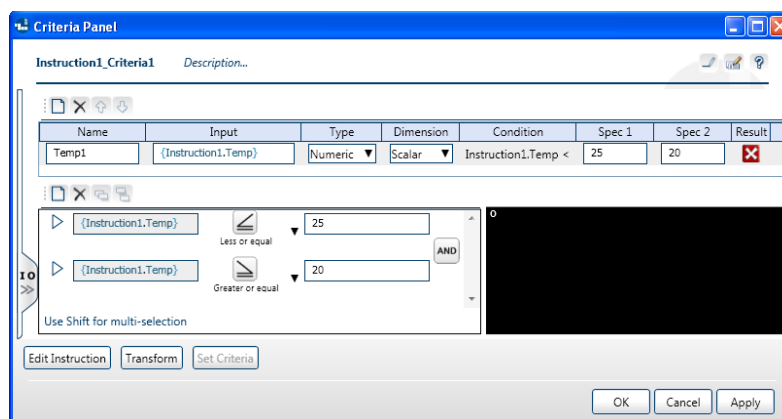 Criteria Panel
Instruction1_Criteria1 Description...
Name Input Type Dimension Condition Spec 1 Spec 2 Result
Temp1 {Instruction1.Temp} Numeric Scalar Instruction1.Temp < 25 20
{Instruction1.Temp} Less or equal 25
AND
{Instruction1.Temp} Greater or equal 20
0
IO
Use Shift for multi-selection
Edit Instruction Transform Set Criteria
OK Cancel Apply